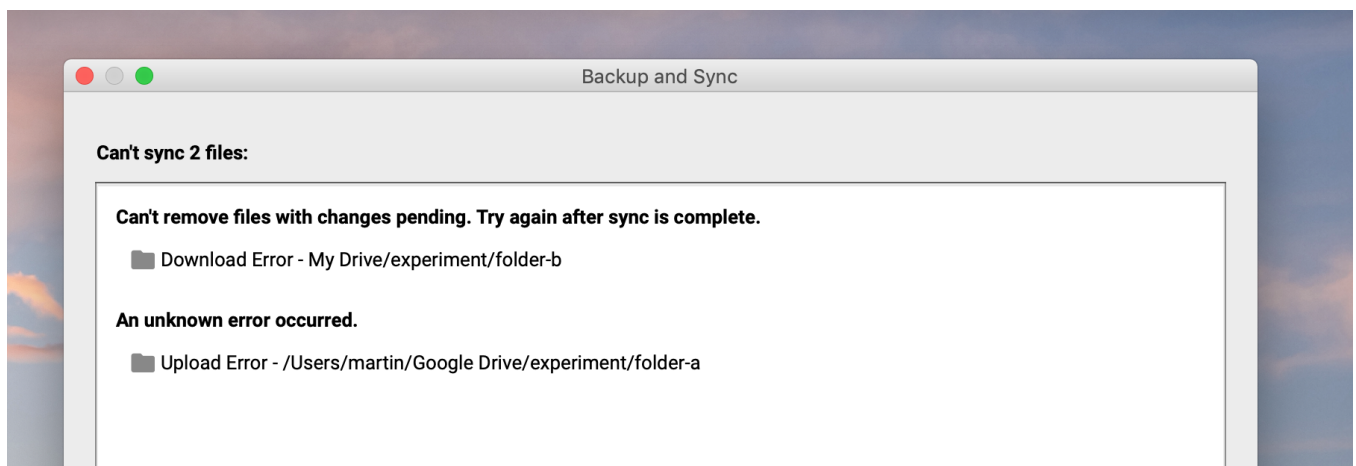 Backup and Sync
Can't sync 2 files:
Can't remove files with changes pending. Try again after sync is complete.
Download Error - My Drive/experiment/folder-b
An unknown error occurred.
Upload Error - /Users/martin/Google Drive/experiment/folder-a